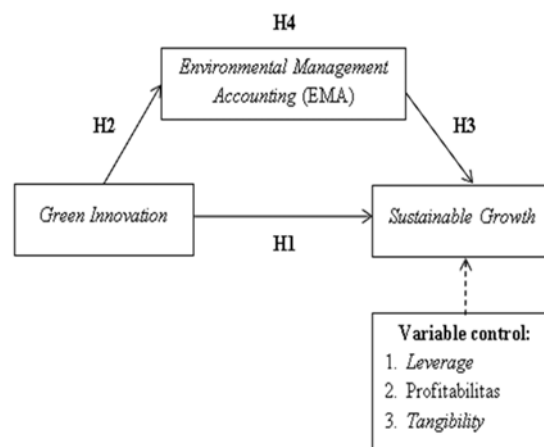 H4
Environmental Management
Accounting (EMA)
H2
H3
Green Innovation
Sustainable Growth
H1
Variable control:
1. Leverage
2. Profitabilitas
3. Tangibility